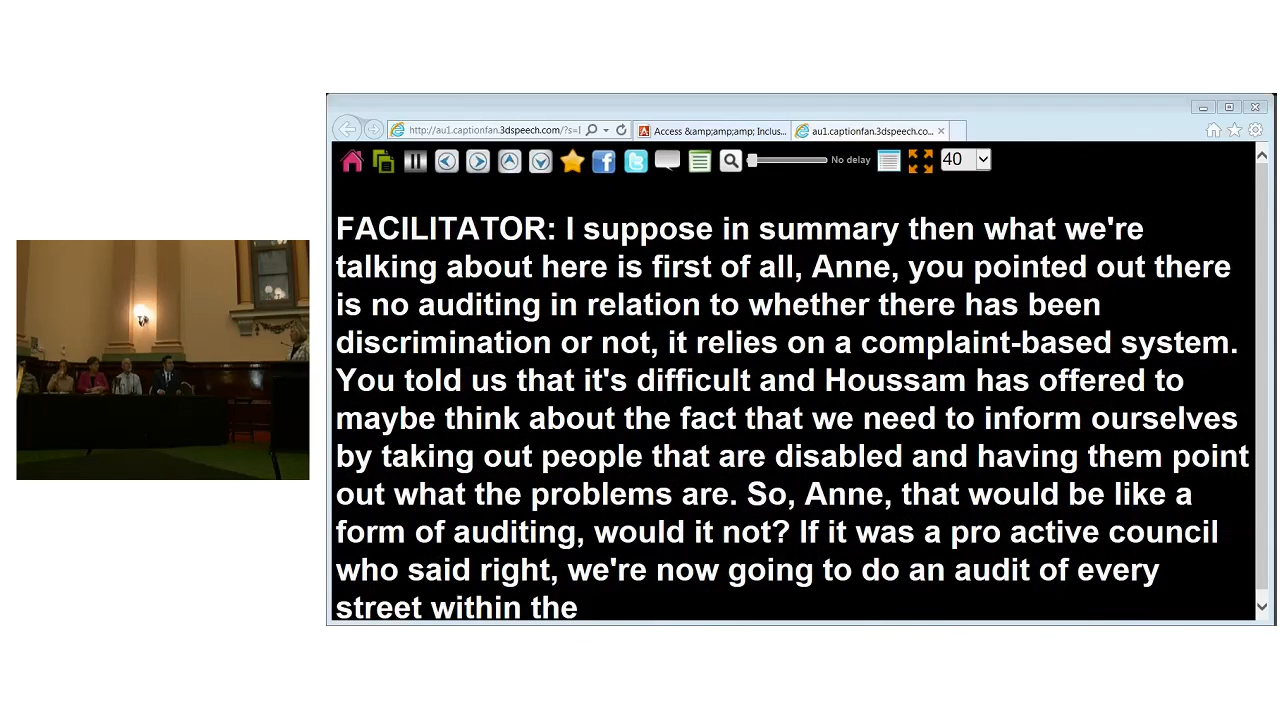 http://au1.captionfan.3dspeech.com/?s=I
Access &amp;amp;amp; Inclus...
au1.captionfan.3dspeech.co...
No delay
40
FACILITATOR: I suppose in summary then what we're
talking about here is first of all, Anne, you pointed out there
is no auditing in relation to whether there has been
discrimination or not, it relies on a complaint-based system.
You told us that it's difficult and Houssam has offered to
maybe think about the fact that we need to inform ourselves
by taking out people that are disabled and having them point
out what the problems are. So, Anne, that would be like a
form of auditing, would it not? If it was a pro active council
who said right, we're now going to do an audit of every
street within the